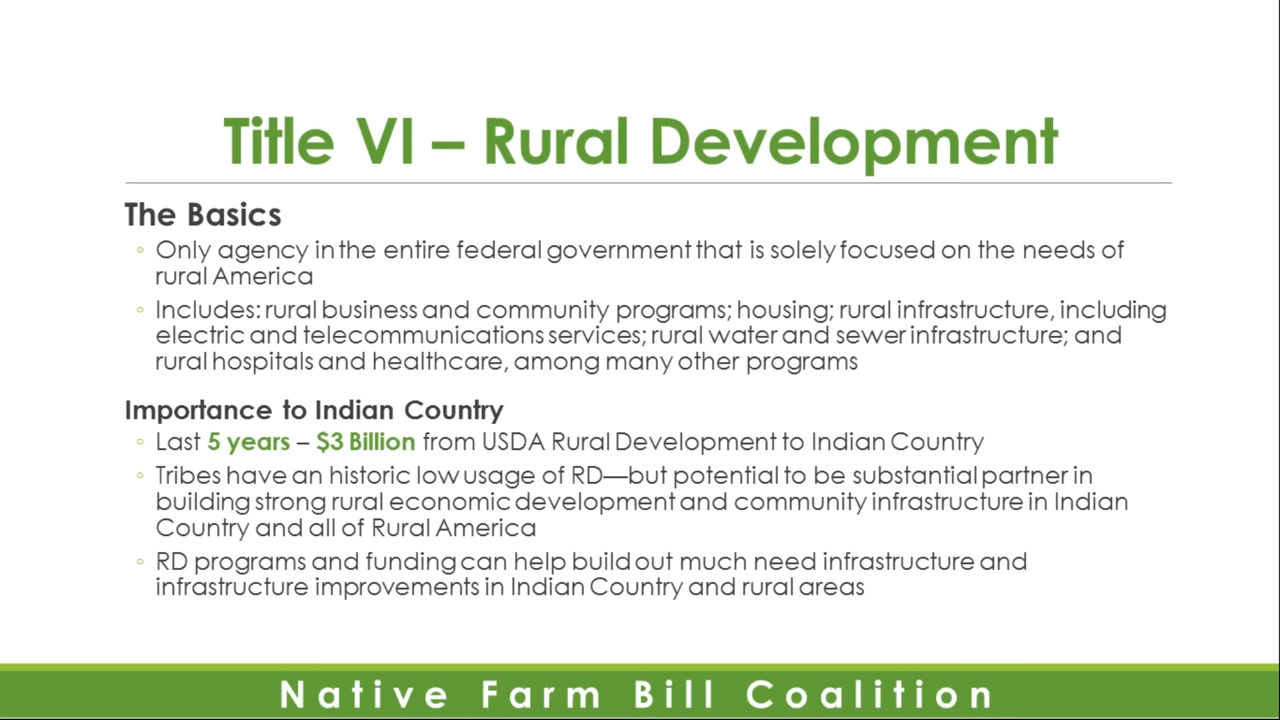 Title VI – Rural Development
The Basics
◦ Only agency in the entire federal government that is solely focused on the needs of
rural America
◦ Includes: rural business and community programs; housing; rural infrastructure, including
electric and telecommunications services; rural water and sewer infrastructure; and
rural hospitals and healthcare, among many other programs
Importance to Indian Country
◦ Last 5 years – $3 Billion from USDA Rural Development to Indian Country
◦ Tribes have an historic low usage of RD—but potential to be substantial partner in
building strong rural economic development and community infrastructure in Indian
Country and all of Rural America
◦ RD programs and funding can help build out much need infrastructure and
infrastructure improvements in Indian Country and rural areas
Native Farm Bill Coalition